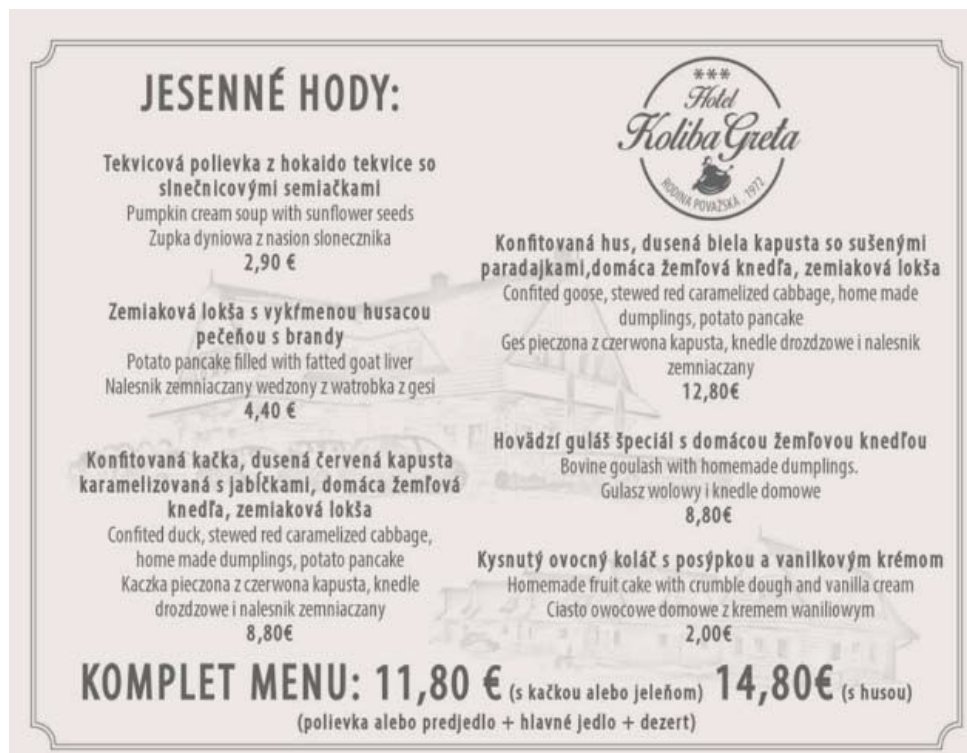 JESENNÉ HODY:
Tekvicová polievka z hokaido tekvice so
slnečnicovými semiačkami
Pumpkin cream soup with sunflower seeds
Zupka dyniowa z nasion slonecznika
2,90 €
Zemiaková lokša s vykŕmenou husacou
pečeňou s brandy
Potato pancake filled with fatted goat liver
Nalesnik zemniaczany wedzony z watrobka z gesi
4,40 €
Konfitovaná kačka, dusená červená kapusta
karamelizovaná s jabĺčkami, domáca žemľová
knedľa, zemiaková lokša
Confited duck, stewed red caramelized cabbage,
home made dumplings, potato pancake
Kaczka pieczona z czerwona kapusta, knedle
drozdzowe i nalesnik zemniaczany
8,80€
***
Hotel
Koliba Greta
RODINA POVAŽSKÁ . 1972
Konfitovaná hus, dusená biela kapusta so sušenými
paradajkami,domáca žemľová knedľa, zemiaková lokša
Confited goose, stewed red caramelized cabbage, home made
dumplings, potato pancake
Ges pieczona z czerwona kapusta, knedle drozdzowe i nalesnik
zemniaczany
12,80€
Hovädzí guláš špeciál s domácou žemľovou knedľou
Bovine goulash with homemade dumplings.
Gulasz wolowy i knedle domowe
8,80€
Kysnutý ovocný koláč s posýpkou a vanilkovým krémom
Homemade fruit cake with crumble dough and vanilla cream
Ciasto owocowe domowe z kremem waniliowym
2,00€
KOMPLET MENU: 11,80 € (s kačkou alebo jeleňom) 14,80€ (s husou)
(polievka alebo predjedlo + hlavné jedlo + dezert)